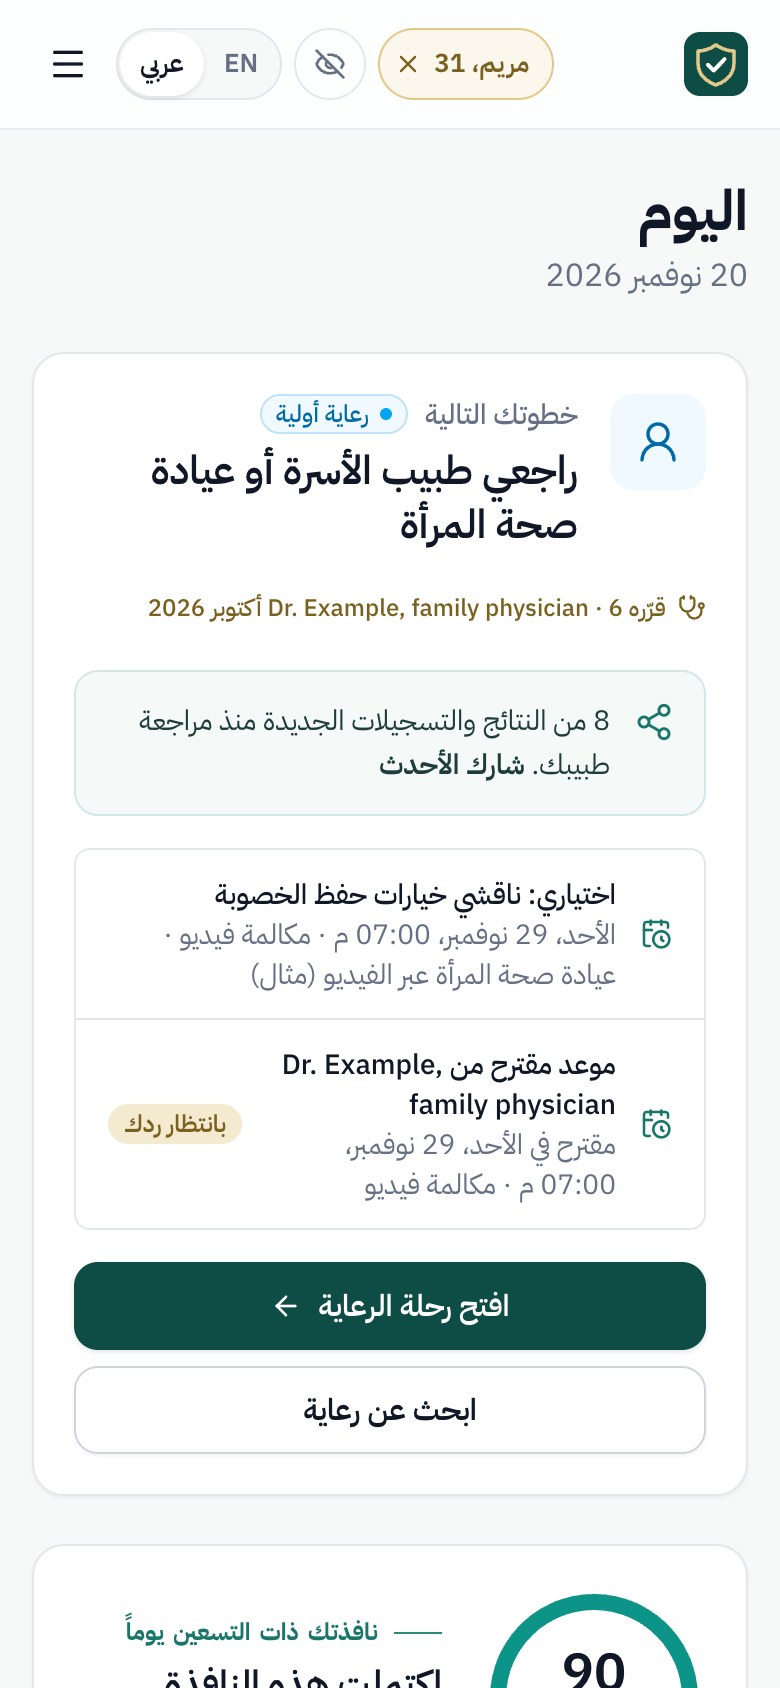 مريم، 31 ×
EN عربي
اليوم
20 نوفمبر 2026
خطوتك التالية
رعاية أولية
راجعي طبيب الأسرة أو عيادة
صحة المرأة
قرّره Dr. Example, family physician · 6 أكتوبر 2026
8 من النتائج والتسجيلات الجديدة منذ مراجعة
طبيبك. شارك الأحدث
اختياري: ناقشي خيارات حفظ الخصوبة
الأحد، 29 نوفمبر، 07:00 م · مكالمة فيديو ·
عيادة صحة المرأة عبر الفيديو (مثال)
موعد مقترح من Dr. Example,
family physician
مقترح في الأحد، 29 نوفمبر،
07:00 م · مكالمة فيديو
بانتظار ردك
افتح رحلة الرعاية ←
ابحث عن رعاية
90
نافذتك ذات التسعين يوماً
اكتملت هذه النافذة